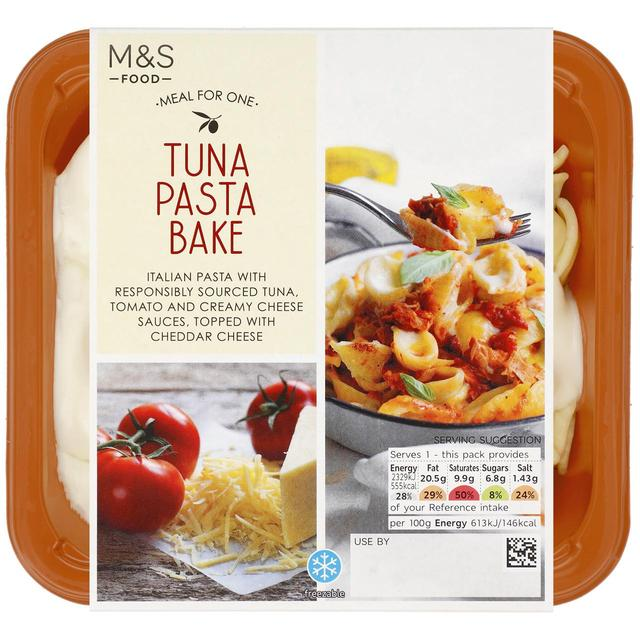 M&S
—FOOD—
·MEAL FOR ONE·
TUNA
PASTA
BAKE
ITALIAN PASTA WITH
RESPONSIBLY SOURCED TUNA,
TOMATO AND CREAMY CHEESE
SAUCES, TOPPED WITH
CHEDDAR CHEESE
SERVING SUGGESTION
Serves 1 - this pack provides
Energy Fat Saturates Sugars Salt
2329kJ 20.5g 9.9g 6.8g 1.43g
555kcal
28% 29% 50% 8% 24%
of your Reference intake
per 100g Energy 613kJ/146kcal
USE BY
freezable